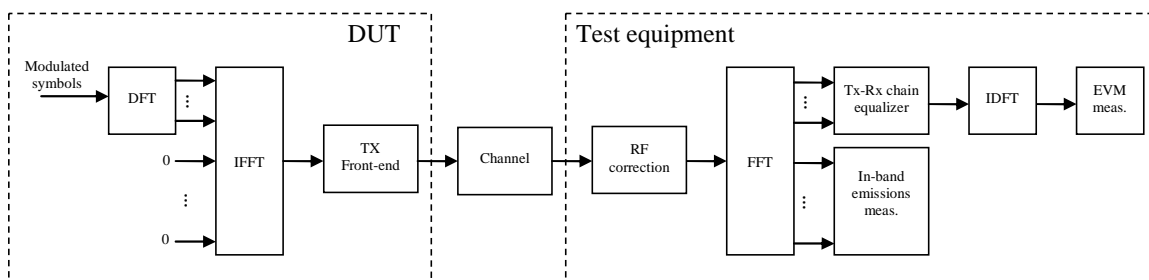 DUT
Test equipment
Modulated
symbols
DFT
...
0
...
0
IFFT
TX
Front-end
Channel
RF
correction
FFT
...
...
Tx-Rx chain
equalizer
In-band
emissions
meas.
IDFT
EVM
meas.